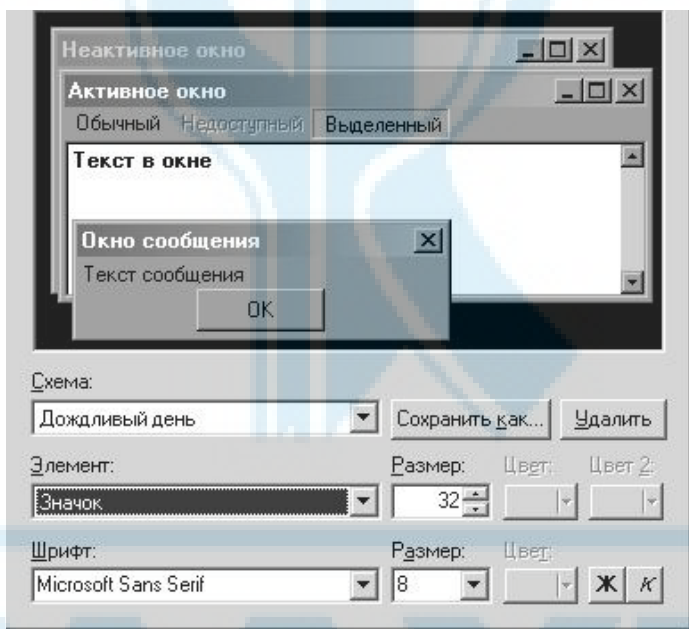 Неактивное окно
Активное окно
Обычный Недоступный Выделенный
Текст в окне
Окно сообщения
Текст сообщения
OK
Схема:
Дождливый день Сохранить как... Удалить
Элемент: Размер: Цвет: Цвет 2:
Значок 32
Шрифт: Размер: Цвет:
Microsoft Sans Serif 8 Ж К